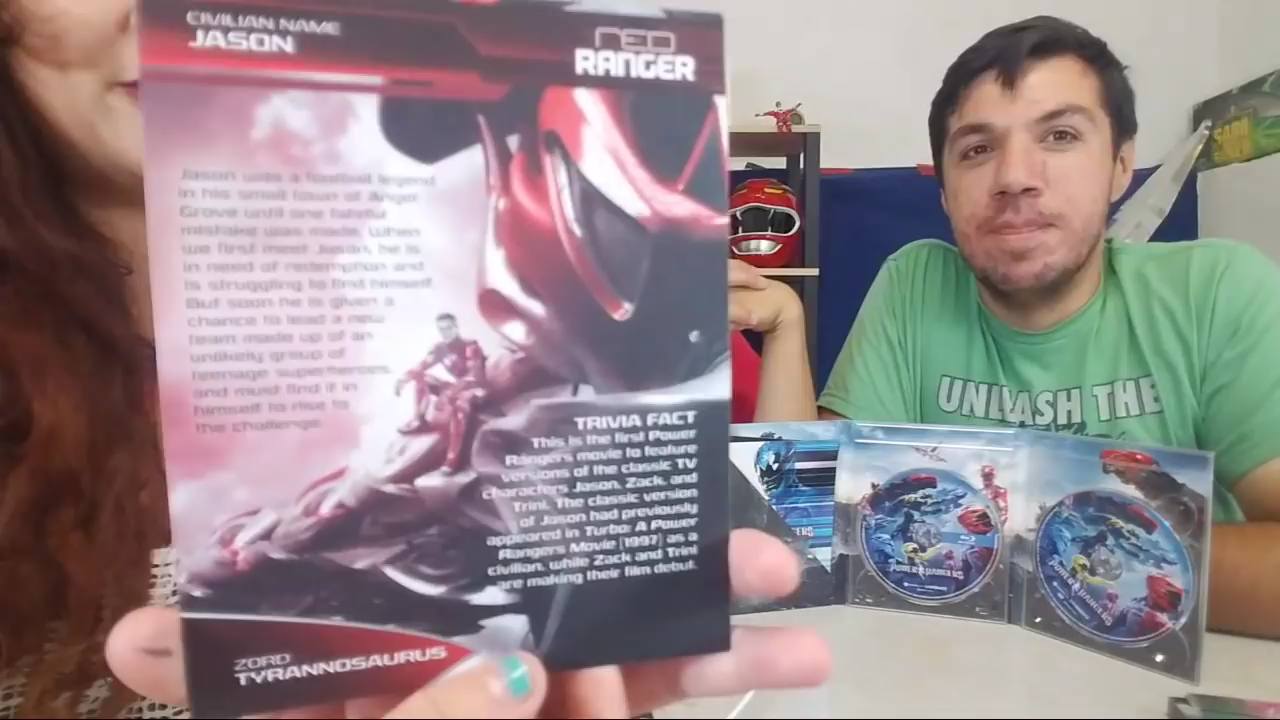 CIVILIAN NAME
JASON
RED
RANGER
Jason was a football legend
in his small town of Angel
Grove until one fateful
mistake was made. When
we first meet Jason, he is
in need of redemption and
is struggling to find himself.
But soon he is given a
chance to lead a new
team made up of an
unlikely group of
teenage superheroes,
and must find it in
himself to rise to
the challenge.
TRIVIA FACT
This is the first Power
Rangers movie to feature
versions of the classic TV
characters Jason, Zack, and
Trini. The classic version
of Jason had previously
appeared in Turbo: A Power
Rangers Movie (1997) as a
civilian, while Zack and Trini
are making their film debut.
ZORD
TYRANNOSAURUS
UNLEASH THE
POWER RANGERS
POWER RANGERS